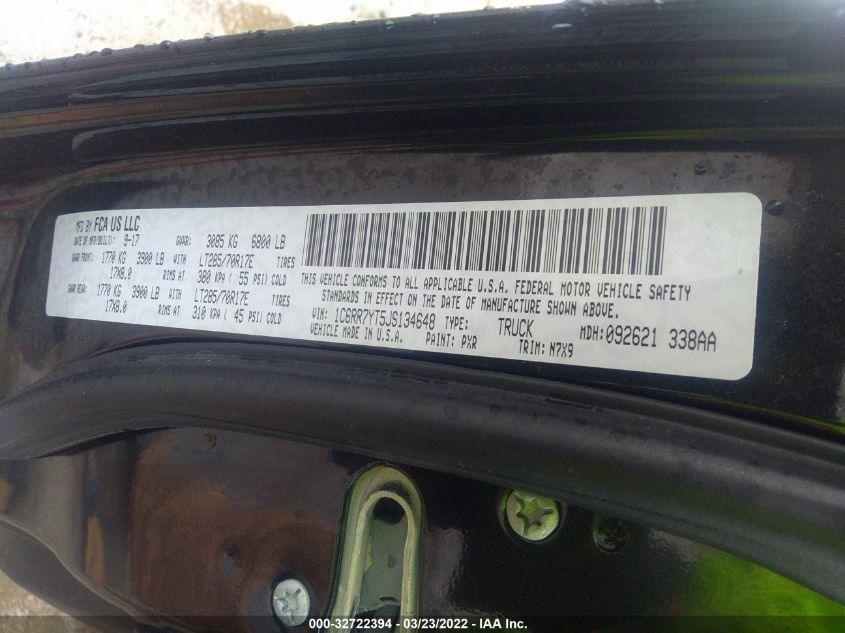 MFD BY FCA US LLC
DATE OF MFR(BUILT): 9-17 GVWR: 3085 KG 6800 LB
GAWR FRONT: 1770 KG 3900 LB WITH LT285/70R17E TIRES
17X8.0 RIMS AT 380 KPA ( 55 PSI) COLD
GAWR REAR: 1770 KG 3900 LB WITH LT285/70R17E TIRES
17X8.0 RIMS AT 310 KPA ( 45 PSI) COLD
THIS VEHICLE CONFORMS TO ALL APPLICABLE U.S.A. FEDERAL MOTOR VEHICLE SAFETY
STANDARDS IN EFFECT ON THE DATE OF MANUFACTURE SHOWN ABOVE.
VIN: 1C6RR7YT5JS134648 TYPE: TRUCK MDH:092621 338AA
VEHICLE MADE IN U.S.A. PAINT: PXR TRIM: N7X9
000-32722394 - 03/23/2022 - IAA Inc.